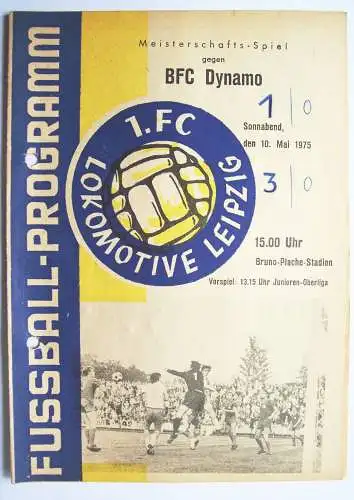 FUSSBALL-PROGRAMM
Meisterschafts-Spiel
gegen
BFC Dynamo
1 | 0
Sonnabend,
den 10. Mai 1975
3 | 0
1. FC
LOKOMOTIVE LEIPZIG
15.00 Uhr
Bruno-Plache-Stadion
Vorspiel: 13.15 Uhr Junioren-Oberliga